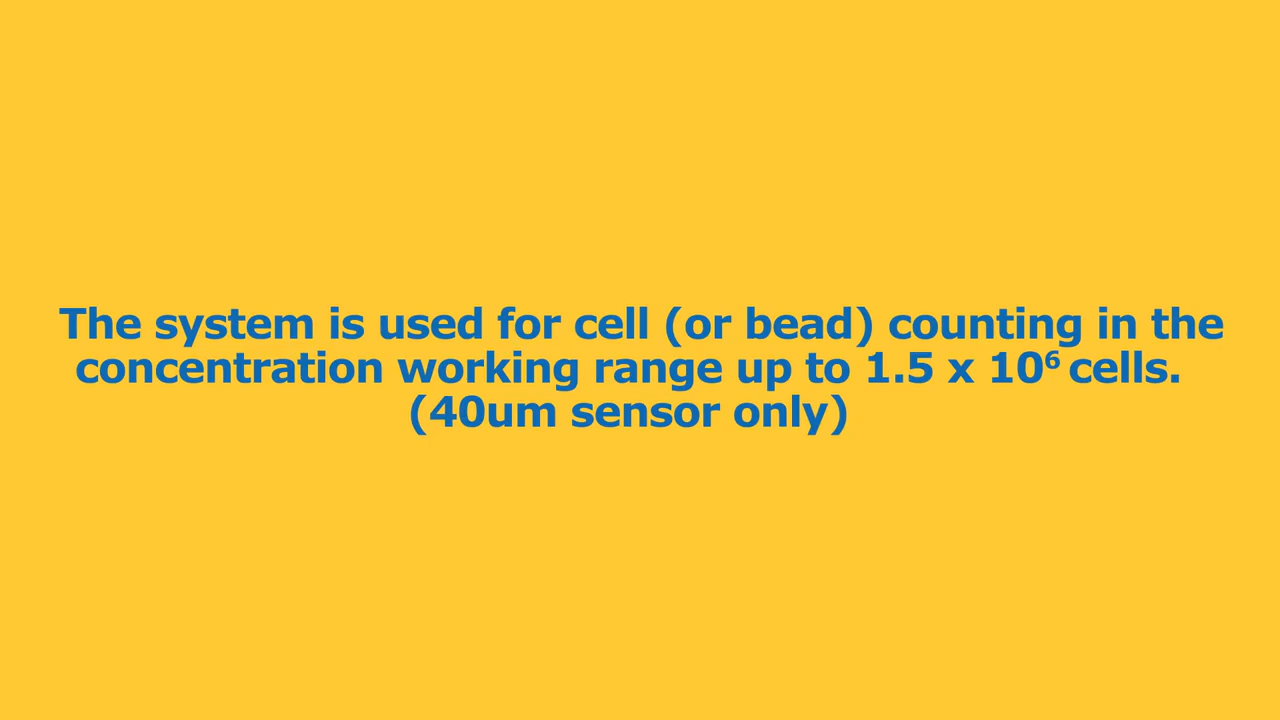 The system is used for cell (or bead) counting in the
concentration working range up to 1.5 x 10⁶ cells.
(40um sensor only)